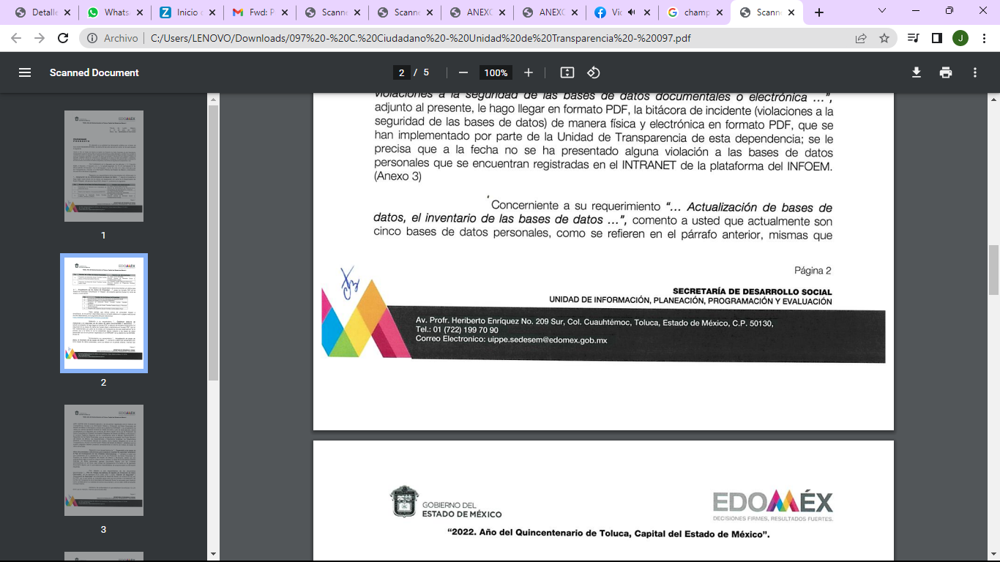 Detalle
Whats
Inicio
Fwd: P
Scanne
Scanne
ANEXO
ANEXO
Vic
champ
Scann
Archivo
C:/Users/LENOVO/Downloads/097%20-%20C.%20Ciudadano%20-%20Unidad%20de%20Transparencia%20-%20097.pdf
J
Scanned Document
2 / 5
100%
1
2
3
violaciones a la seguridad de las bases de datos documentales o electrónica ...",
adjunto al presente, le hago llegar en formato PDF, la bitácora de incidente (violaciones a la
seguridad de las bases de datos) de manera física y electrónica en formato PDF, que se
han implementado por parte de la Unidad de Transparencia de esta dependencia; se le
precisa que a la fecha no se ha presentado alguna violación a las bases de datos
personales que se encuentran registradas en el INTRANET de la plataforma del INFOEM.
(Anexo 3)
Concerniente a su requerimiento "... Actualización de bases de
datos, el inventario de las bases de datos ...", comento a usted que actualmente son
cinco bases de datos personales, como se refieren en el párrafo anterior, mismas que
Página 2
SECRETARÍA DE DESARROLLO SOCIAL
UNIDAD DE INFORMACIÓN, PLANEACIÓN, PROGRAMACIÓN Y EVALUACIÓN
Av. Profr. Heriberto Enríquez No. 209 Sur, Col. Cuauhtémoc, Toluca, Estado de México, C.P. 50130,
Tel.: 01 (722) 199 70 90
Correo Electronico: uippe.sedesem@edomex.gob.mx
GOBIERNO DEL
ESTADO DE MÉXICO
EDOMÉX
DECISIONES FIRMES, RESULTADOS FUERTES.
"2022. Año del Quincentenario de Toluca, Capital del Estado de México".